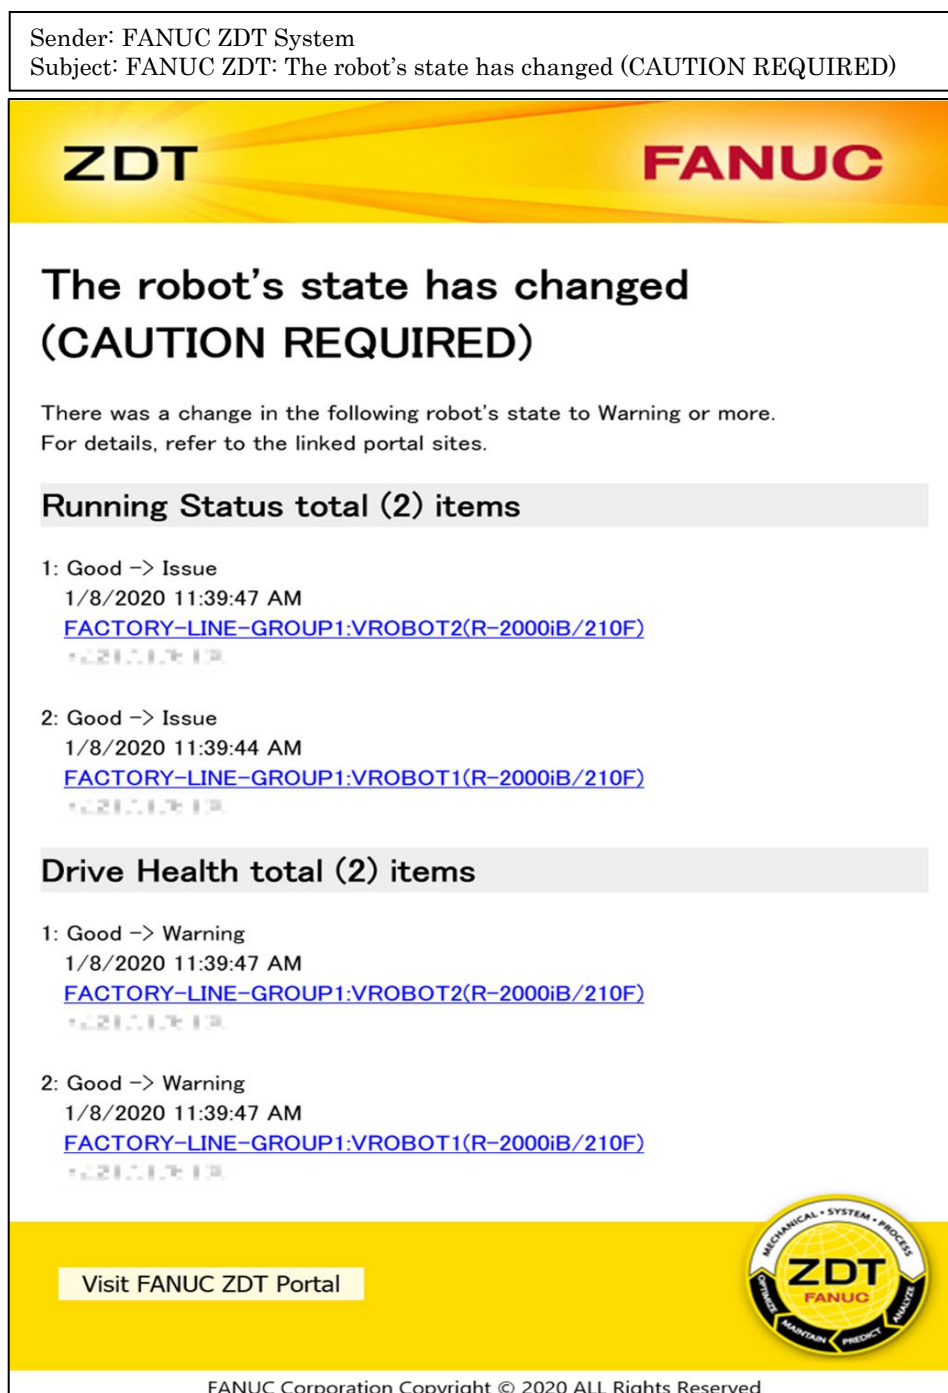 Sender: FANUC ZDT System
Subject: FANUC ZDT: The robot's state has changed (CAUTION REQUIRED)
ZDT FANUC
The robot's state has changed
(CAUTION REQUIRED)
There was a change in the following robot's state to Warning or more.
For details, refer to the linked portal sites.
Running Status total (2) items
1: Good -> Issue
1/8/2020 11:39:47 AM
FACTORY-LINE-GROUP1:VROBOT2(R-2000iB/210F)
2: Good -> Issue
1/8/2020 11:39:44 AM
FACTORY-LINE-GROUP1:VROBOT1(R-2000iB/210F)
Drive Health total (2) items
1: Good -> Warning
1/8/2020 11:39:47 AM
FACTORY-LINE-GROUP1:VROBOT2(R-2000iB/210F)
2: Good -> Warning
1/8/2020 11:39:47 AM
FACTORY-LINE-GROUP1:VROBOT1(R-2000iB/210F)
Visit FANUC ZDT Portal
MECHANICAL • SYSTEM • PROCESS
ZDT
FANUC
OPTIMIZE MAINTAIN PREDICT ANALYZE
FANUC Corporation Copyright © 2020 ALL Rights Reserved